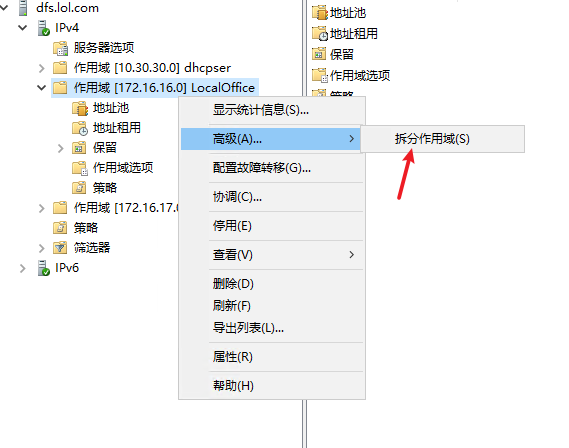 dfs.lol.com
IPv4
服务器选项
作用域 [10.30.30.0] dhcpser
作用域 [172.16.16.0] LocalOffice
地址池
地址租用
保留
作用域选项
策略
作用域 [172.16.17.0
策略
筛选器
IPv6
显示统计信息(S)...
高级(A)...
配置故障转移(G)...
协调(C)...
停用(E)
查看(V)
删除(D)
刷新(F)
导出列表(L)...
属性(R)
帮助(H)
拆分作用域(S)
地址池
地址租用
保留
作用域选项
策略